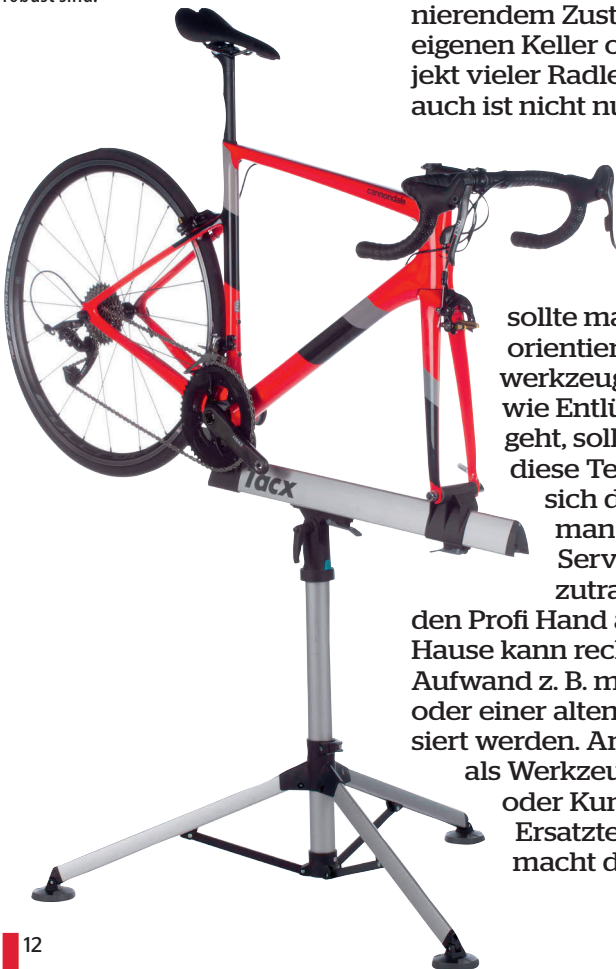 robust sind.
nierendem Zust
eigenen Keller o
jekt vieler Radle
auch ist nicht nu
cannondale
sollte ma
orientier
werkzeug
wie Entlü
geht, soll
diese Te
sich d
man
Serv
zutra
den Profi Hand a
Hause kann rec
Aufwand z. B. m
oder einer alten
siert werden. Ar
als Werkzeu
oder Kur
Ersatzte
macht d
Tacx
12